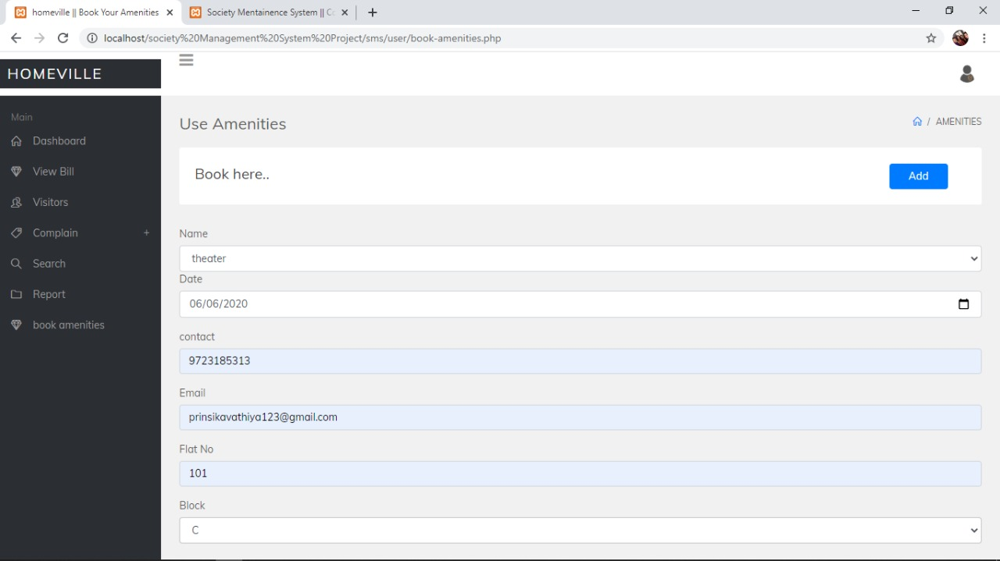 homeville || Book Your Amenities
Society Mentainence System || Co
localhost/society%20Management%20System%20Project/sms/user/book-amenities.php
HOMEVILLE
Main
Dashboard
View Bill
Visitors
Complain +
Search
Report
book amenities
Use Amenities
/ AMENITIES
Book here..
Add
Name
theater
Date
06/06/2020
contact
9723185313
Email
prinsikavathiya123@gmail.com
Flat No
101
Block
C